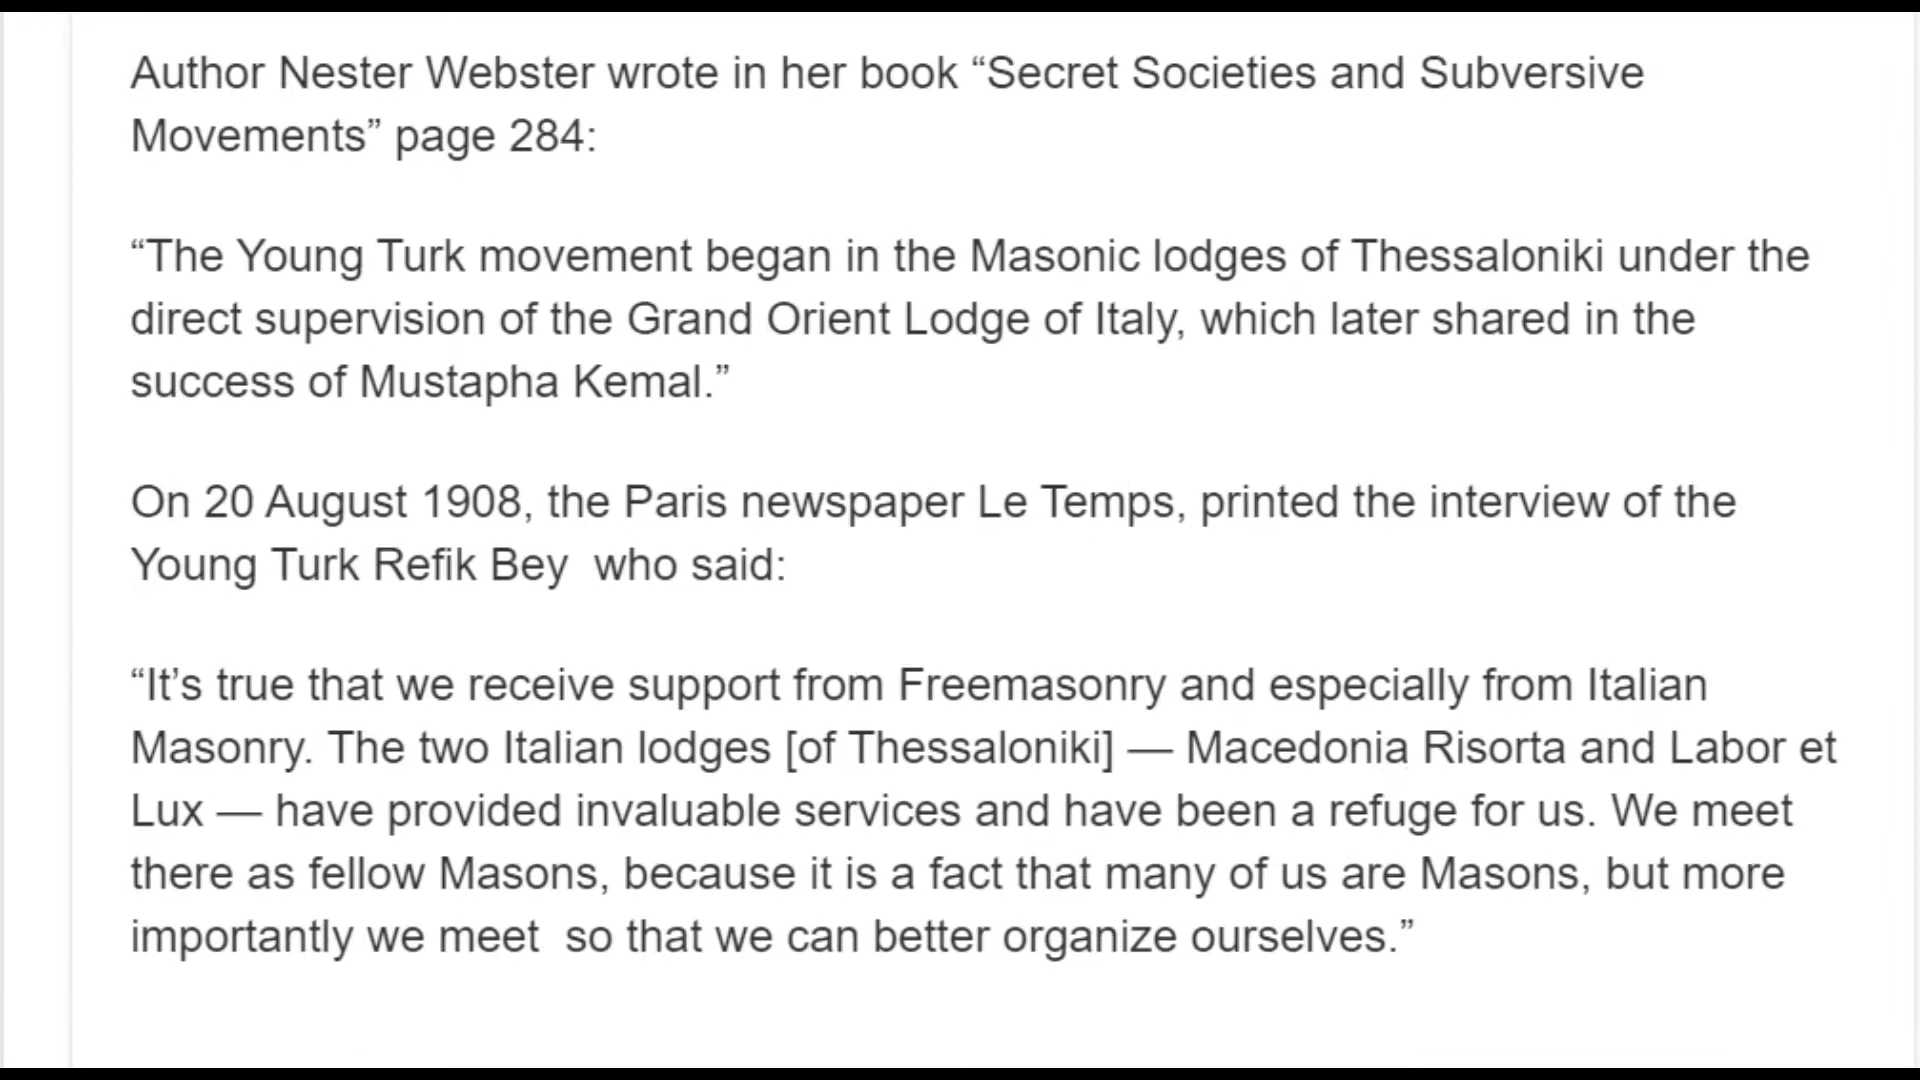 Author Nester Webster wrote in her book “Secret Societies and Subversive
Movements” page 284:
“The Young Turk movement began in the Masonic lodges of Thessaloniki under the
direct supervision of the Grand Orient Lodge of Italy, which later shared in the
success of Mustapha Kemal.”
On 20 August 1908, the Paris newspaper Le Temps, printed the interview of the
Young Turk Refik Bey  who said:
“It’s true that we receive support from Freemasonry and especially from Italian
Masonry. The two Italian lodges [of Thessaloniki] — Macedonia Risorta and Labor et
Lux — have provided invaluable services and have been a refuge for us. We meet
there as fellow Masons, because it is a fact that many of us are Masons, but more
importantly we meet  so that we can better organize ourselves.”